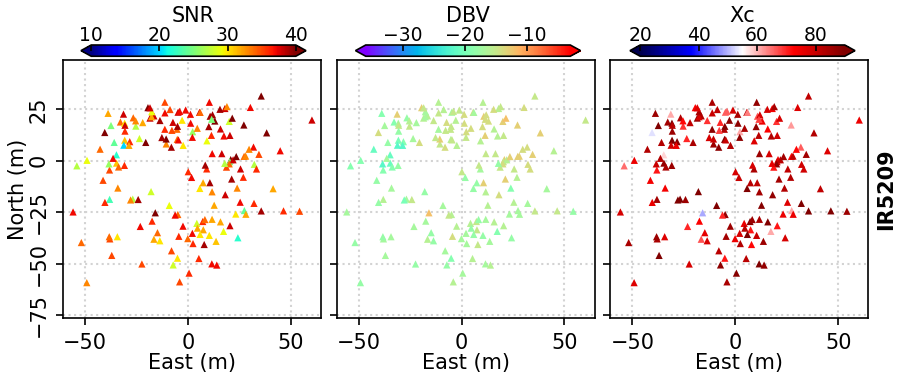 SNR DBV Xc
10 20 30 40 −30 −20 −10 20 40 60 80
25
0
−25
−50
−75
North (m)
IR5209
−50 0 50 −50 0 50 −50 0 50
East (m) East (m) East (m)